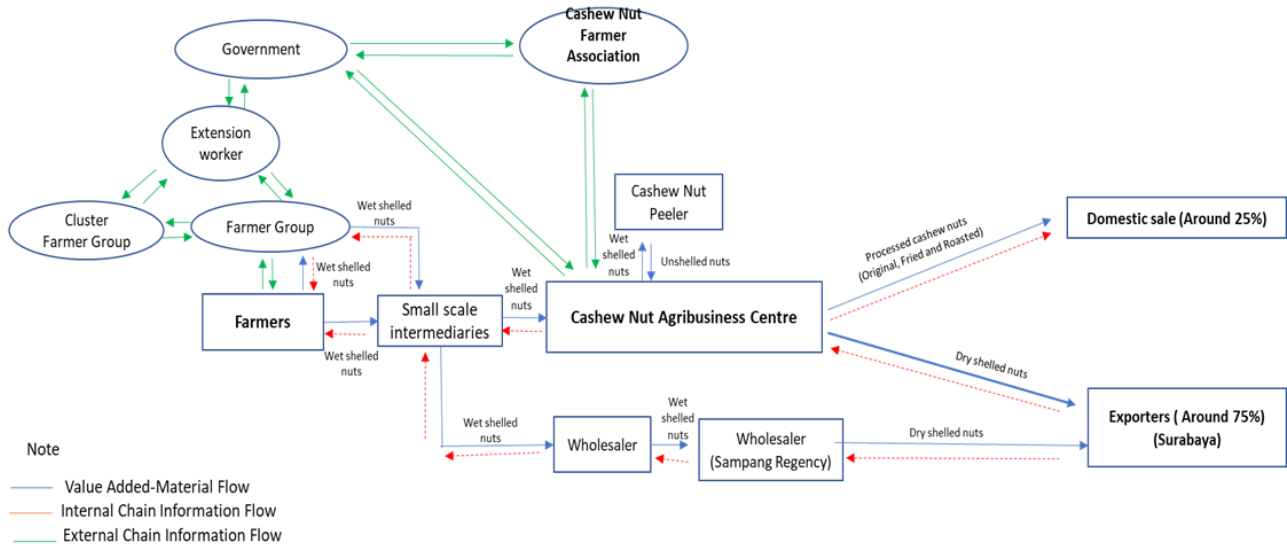 Cashew Nut
Farmer
Association
Government
Extension
worker
Cluster
Farmer Group
Farmer Group
Wet shelled
nuts
Wet shelled
nuts
Farmers
Wet shelled
nuts
Small scale
intermediaries
Wet
shelled
nuts
Cashew Nut
Peeler
Wet
shelled
nuts
Unshelled nuts
Cashew Nut Agribusiness Centre
Processed cashew nuts
(Original, Fried and Roasted)
Domestic sale (Around 25%)
Dry shelled nuts
Exporters ( Around 75%)
(Surabaya)
Wet shelled
nuts
Wholesaler
Wet
shelled
nuts
Wholesaler
(Sampang Regency)
Dry shelled nuts
Note
Value Added-Material Flow
Internal Chain Information Flow
External Chain Information Flow